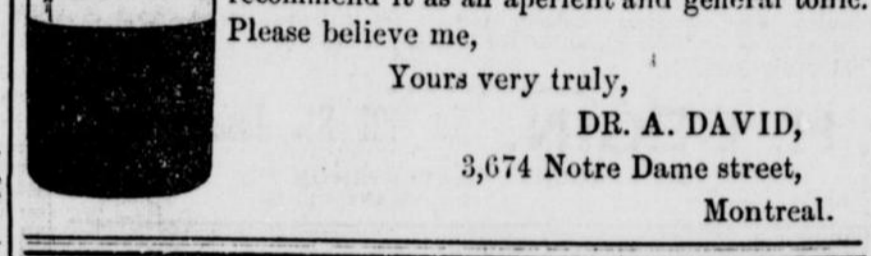 recommend it as an aperient and general tonic.
Please believe me,
Yours very truly,
DR. A. DAVID,
3,674 Notre Dame street,
Montreal.